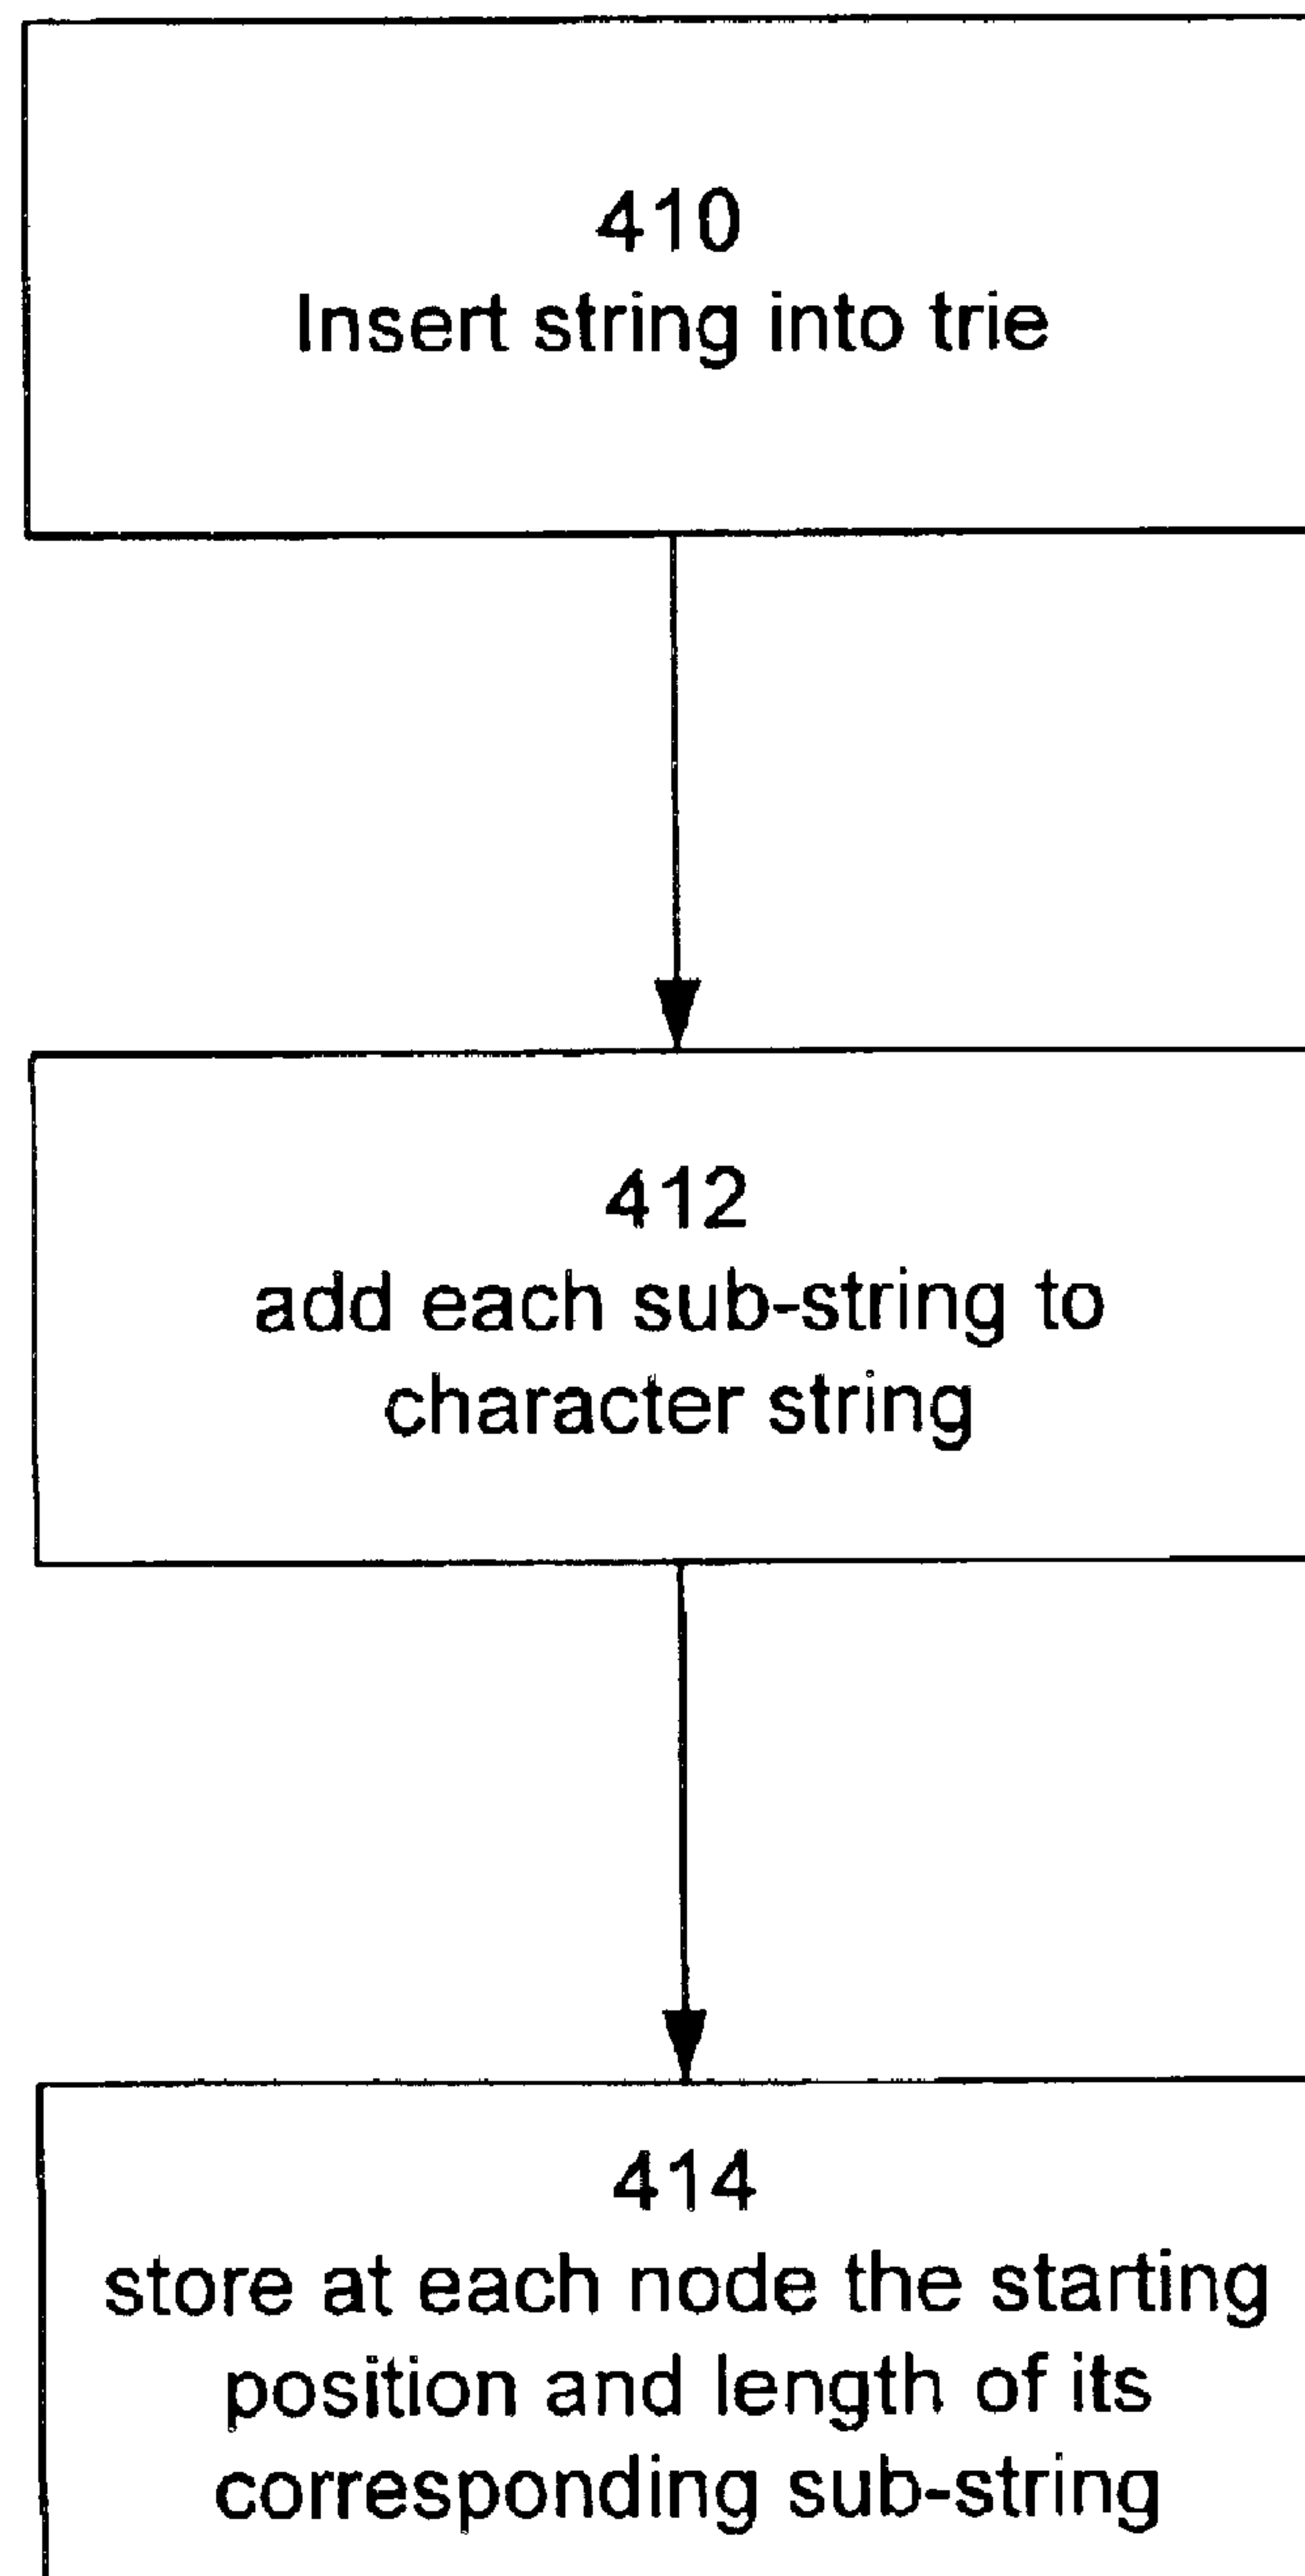 410
Insert string into trie
412
add each sub-string to
character string
414
store at each node the starting
position and length of its
corresponding sub-string